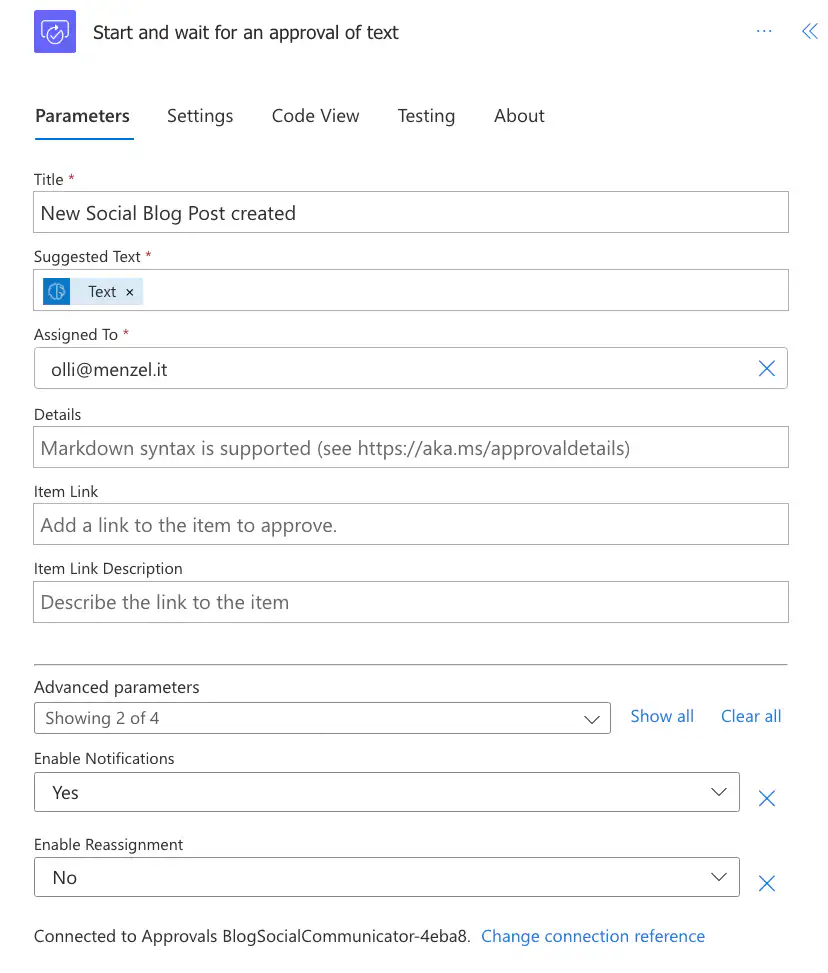 Start and wait for an approval of text
Parameters Settings Code View Testing About
Title *
New Social Blog Post created
Suggested Text *
Text ×
Assigned To *
olli@menzel.it
Details
Markdown syntax is supported (see https://aka.ms/approvaldetails)
Item Link
Add a link to the item to approve.
Item Link Description
Describe the link to the item
Advanced parameters
Showing 2 of 4 Show all Clear all
Enable Notifications
Yes
Enable Reassignment
No
Connected to Approvals BlogSocialCommunicator-4eba8. Change connection reference